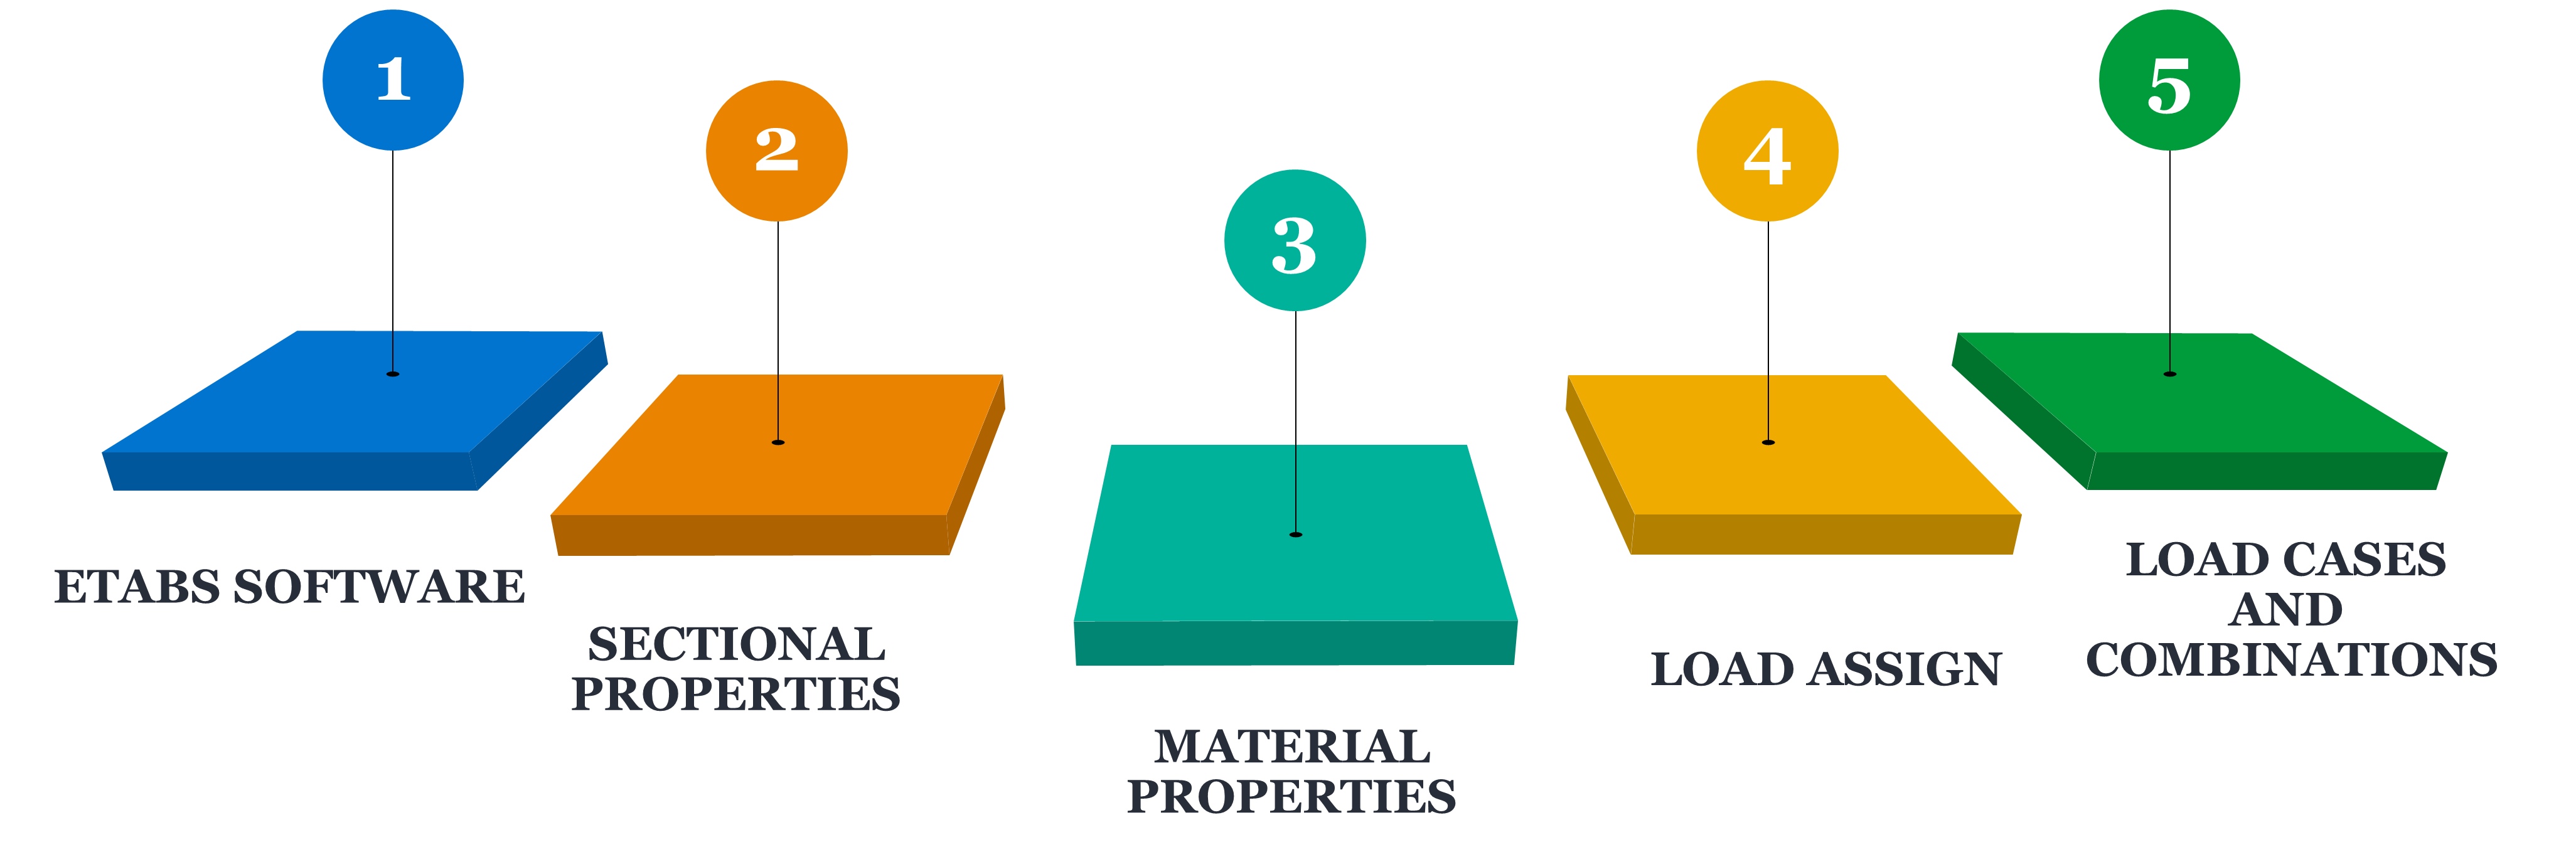 1
ETABS SOFTWARE
2
SECTIONAL
PROPERTIES
3
MATERIAL
PROPERTIES
4
LOAD ASSIGN
5
LOAD CASES
AND
COMBINATIONS